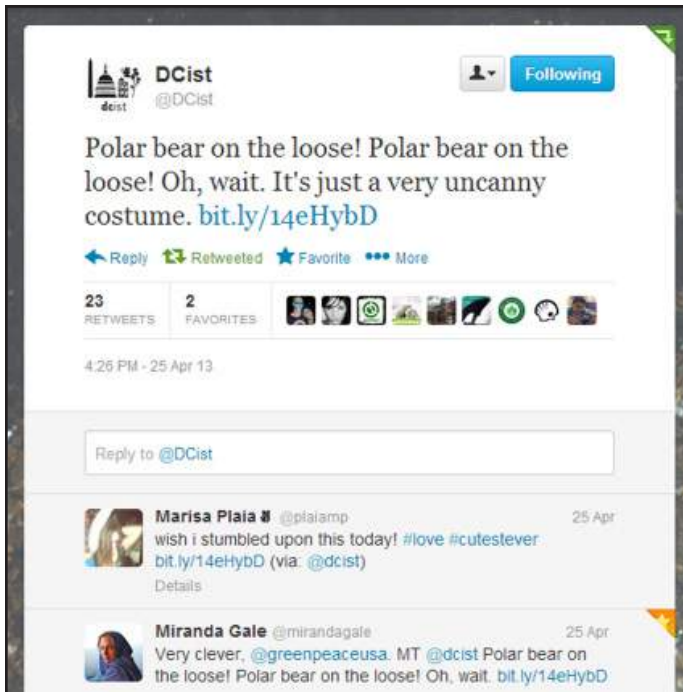 dcist
DCist
@DCist
Following
Polar bear on the loose! Polar bear on the
loose! Oh, wait. It's just a very uncanny
costume. bit.ly/14eHybD
Reply Retweeted Favorite More
23 2
RETWEETS FAVORITES
4:26 PM - 25 Apr 13
Reply to @DCist
Marisa Plaia @plaiamp 25 Apr
wish i stumbled upon this today! #love #cutestever
bit.ly/14eHybD (via: @dcist)
Details
Miranda Gale @mirandagale 25 Apr
Very clever, @greenpeaceusa. MT @dcist Polar bear on
the loose! Polar bear on the loose! Oh, wait. bit.ly/14eHybD